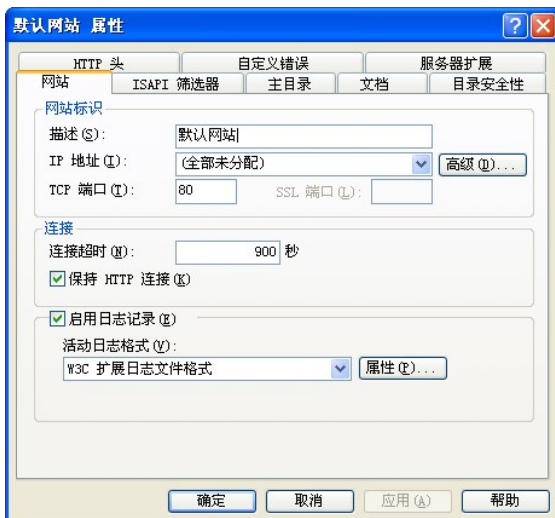 默认网站 属性
HTTP 头 自定义错误 服务器扩展
网站 ISAPI 筛选器 主目录 文档 目录安全性
网站标识
描述(S): 默认网站
IP 地址(I): (全部未分配) 高级(D)...
TCP 端口(T): 80 SSL 端口(L):
连接
连接超时(N): 900 秒
保持 HTTP 连接(K)
启用日志记录(E)
活动日志格式(V):
W3C 扩展日志文件格式 属性(P)...
确定 取消 应用(A) 帮助